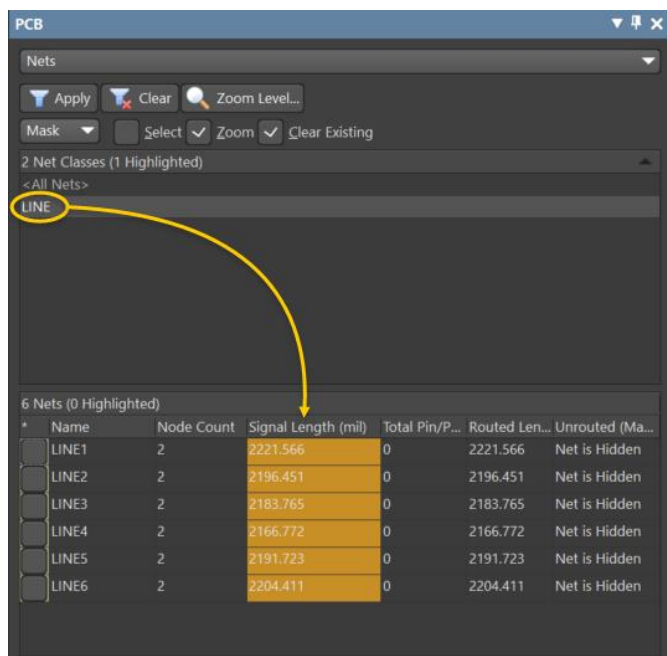 PCB
Nets
Apply Clear Zoom Level...
Mask Select Zoom Clear Existing
2 Net Classes (1 Highlighted)
<All Nets>
LINE
6 Nets (0 Highlighted)
* Name Node Count Signal Length (mil) Total Pin/P... Routed Len... Unrouted (Ma...
LINE1 2 2221.566 0 2221.566 Net is Hidden
LINE2 2 2196.451 0 2196.451 Net is Hidden
LINE3 2 2183.765 0 2183.765 Net is Hidden
LINE4 2 2166.772 0 2166.772 Net is Hidden
LINE5 2 2191.723 0 2191.723 Net is Hidden
LINE6 2 2204.411 0 2204.411 Net is Hidden